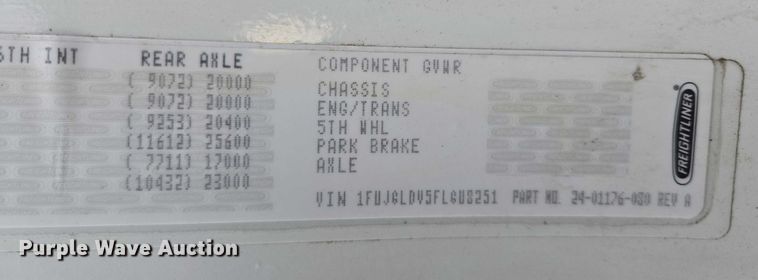 5TH INT REAR AXLE COMPONENT GVWR
( 9072) 20000 CHASSIS
( 9072) 20000 ENG/TRANS
( 9253) 20400 5TH WHL
(11612) 25600 PARK BRAKE
( 7711) 17000 AXLE
(10432) 23000
VIN 1FUJGLDV5FLGU8251 PART NO. 24-01176-080 REV A
FREIGHTLINER
Purple Wave Auction